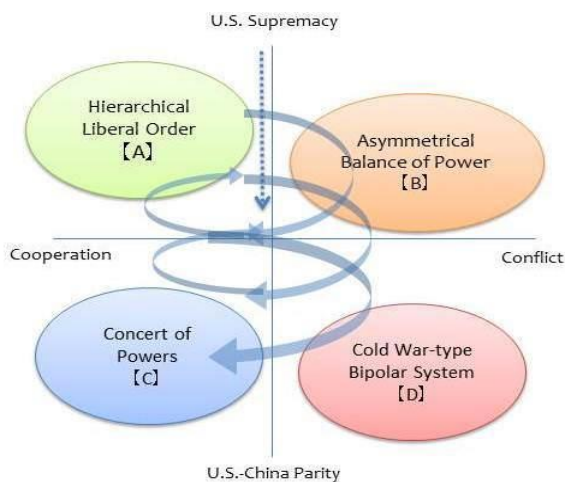 U.S. Supremacy
Hierarchical
Liberal Order
【A】
Asymmetrical
Balance of Power
【B】
Cooperation
Conflict
Concert of
Powers
【C】
Cold War-type
Bipolar System
【D】
U.S.-China Parity